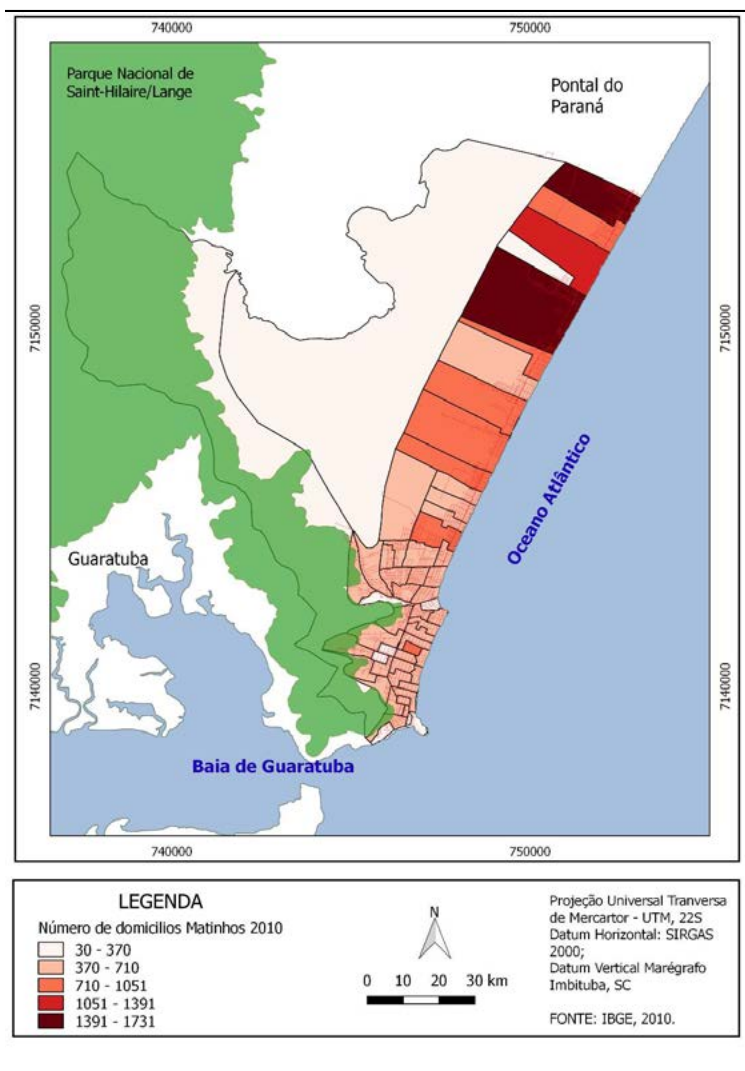 740000
750000
Parque Nacional de
Saint-Hilaire/Lange
Pontal do
Paraná
7150000
7150000
Oceano Atlântico
Guaratuba
7140000
7140000
Baia de Guaratuba
740000
750000
LEGENDA
Número de domicilios Matinhos 2010
30 - 370
370 - 710
710 - 1051
1051 - 1391
1391 - 1731
N
0 10 20 30 km
Projeção Universal Tranversa
de Mercartor - UTM, 22S
Datum Horizontal: SIRGAS
2000;
Datum Vertical Marégrafo
Imbituba, SC
FONTE: IBGE, 2010.